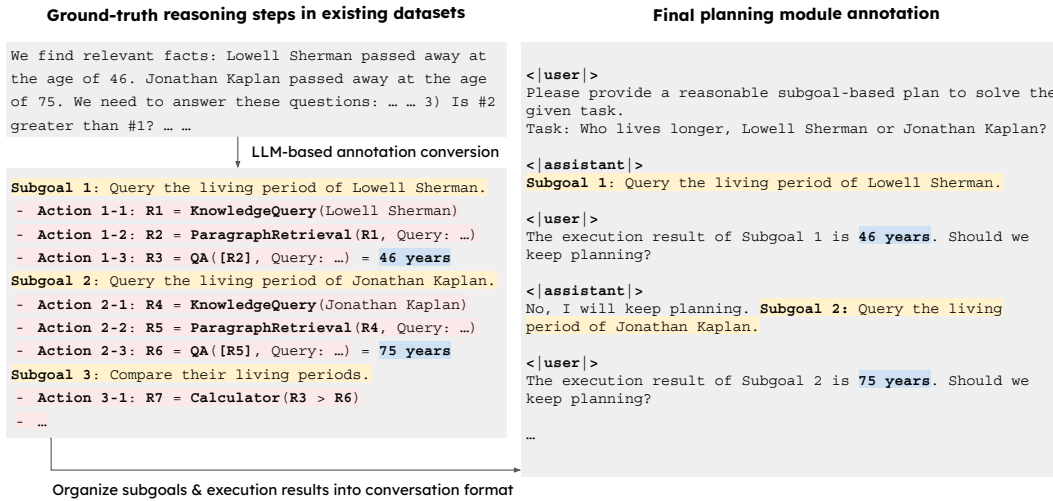 Ground-truth reasoning steps in existing datasets
We find relevant facts: Lowell Sherman passed away at
the age of 46. Jonathan Kaplan passed away at the age
of 75. We need to answer these questions: … … 3) Is #2
greater than #1? … …
LLM-based annotation conversion
Subgoal 1: Query the living period of Lowell Sherman.
- Action 1-1: R1 = KnowledgeQuery(Lowell Sherman)
- Action 1-2: R2 = ParagraphRetrieval(R1, Query: …)
- Action 1-3: R3 = QA([R2], Query: …) = 46 years
Subgoal 2: Query the living period of Jonathan Kaplan.
- Action 2-1: R4 = KnowledgeQuery(Jonathan Kaplan)
- Action 2-2: R5 = ParagraphRetrieval(R4, Query: …)
- Action 2-3: R6 = QA([R5], Query: …) = 75 years
Subgoal 3: Compare their living periods.
- Action 3-1: R7 = Calculator(R3 > R6)
- …
Organize subgoals & execution results into conversation format
Final planning module annotation
<|user|>
Please provide a reasonable subgoal-based plan to solve the
given task.
Task: Who lives longer, Lowell Sherman or Jonathan Kaplan?
<|assistant|>
Subgoal 1: Query the living period of Lowell Sherman.
<|user|>
The execution result of Subgoal 1 is 46 years. Should we
keep planning?
<|assistant|>
No, I will keep planning. Subgoal 2: Query the living
period of Jonathan Kaplan.
<|user|>
The execution result of Subgoal 2 is 75 years. Should we
keep planning?
…